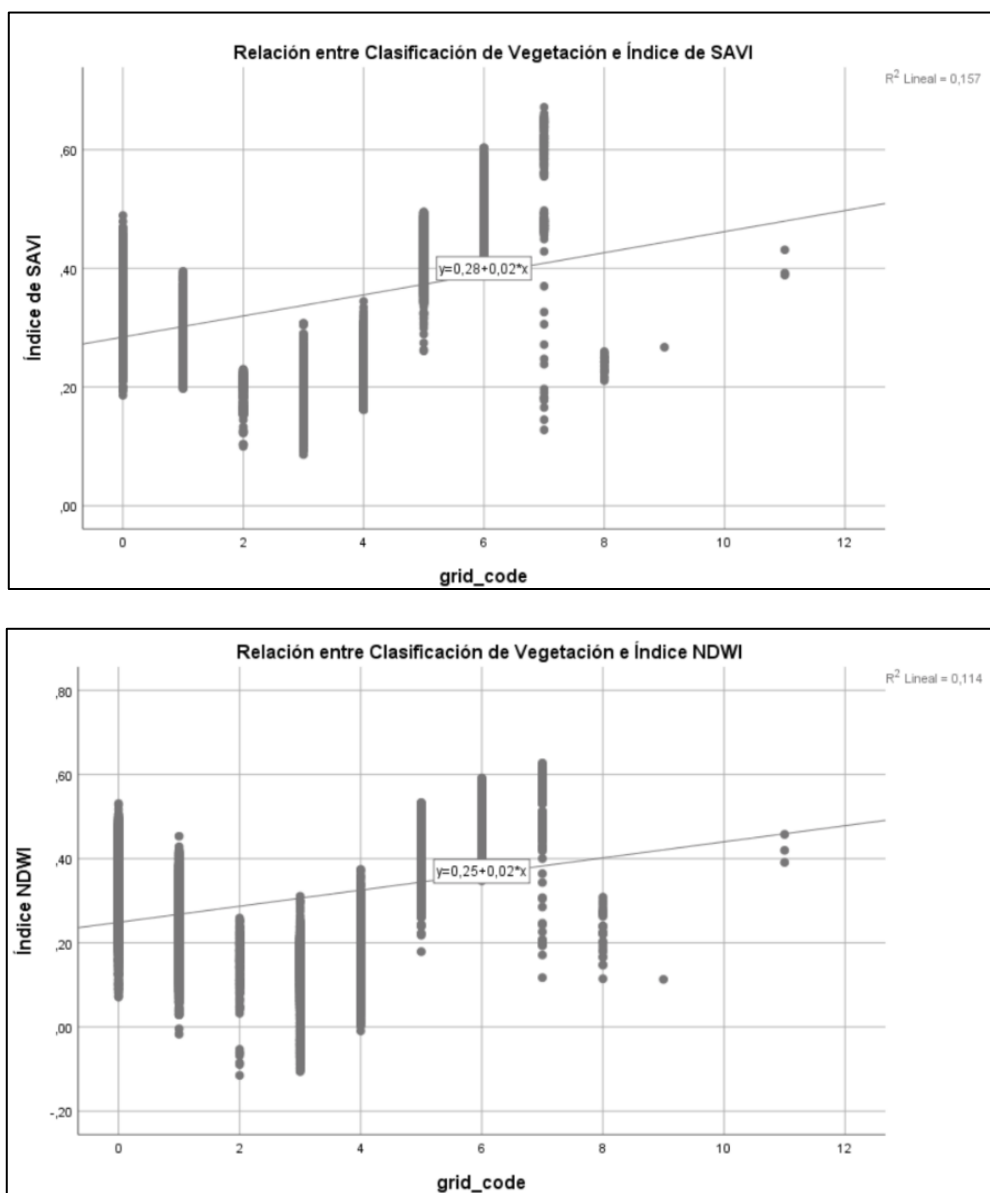 Relación entre Clasificación de Vegetación e Índice de SAVI
R² Lineal = 0,157
,60
,40
,20
,00
Índice de SAVI
y=0,28+0,02*x
0 2 4 6 8 10 12
grid_code
Relación entre Clasificación de Vegetación e Índice NDWI
R² Lineal = 0,114
,80
,60
,40
,20
,00
-,20
Índice NDWI
y=0,25+0,02*x
0 2 4 6 8 10 12
grid_code